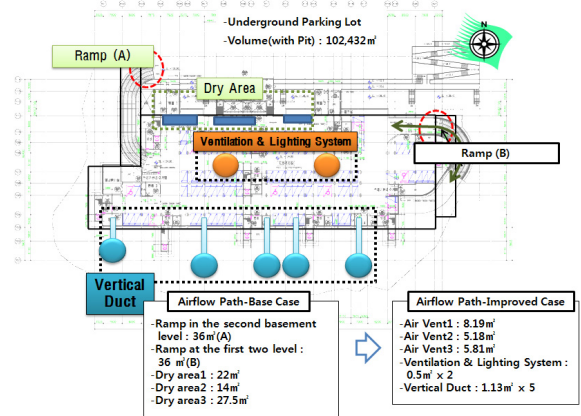 -Underground Parking Lot
-Volume(with Pit) : 102,432㎥
N
Ramp (A)
Dry Area
Ventilation & Lighting System
Ramp (B)
Vertical
Duct
Airflow Path-Base Case
-Ramp in the second basement
level : 36㎡(A)
-Ramp at the first two level :
36 ㎡(B)
-Dry area1 : 22㎡
-Dry area2 : 14㎡
-Dry area3 : 27.5㎡
Airflow Path-Improved Case
-Air Vent1 : 8.19㎡
-Air Vent2 : 5.18㎡
-Air Vent3 : 5.81㎡
-Ventilation & Lighting System :
0.5㎡ x 2
-Vertical Duct : 1.13㎡ x 5